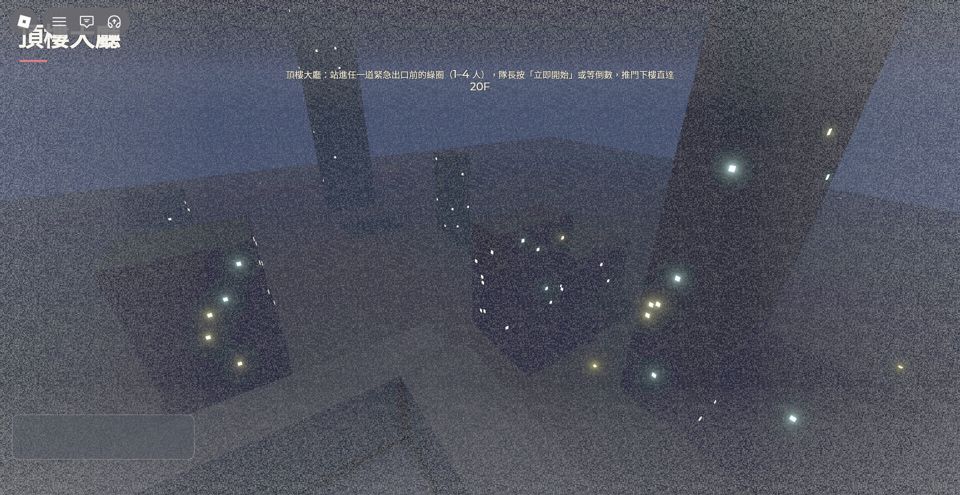 頂樓大廳
頂樓大廳：站進任一道緊急出口前的綠圈（1–4 人），隊長按「立即開始」或等倒數，推門下樓直達
20F